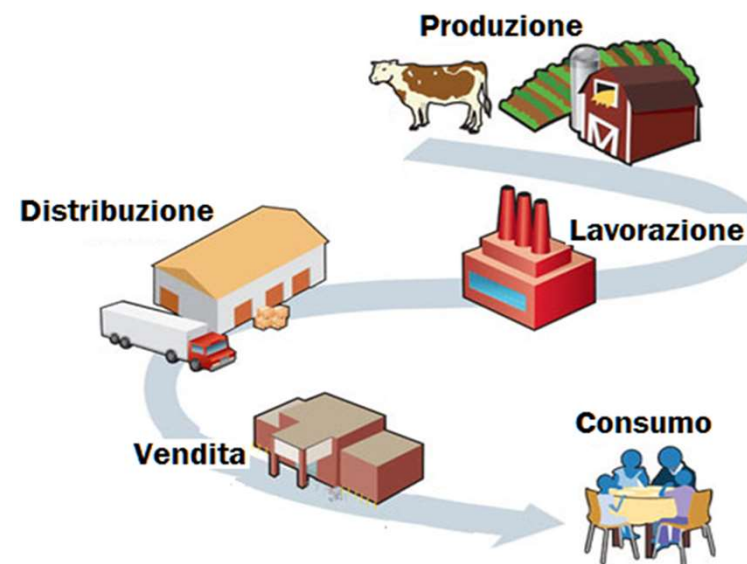 Produzione
Lavorazione
Distribuzione
Vendita
Consumo